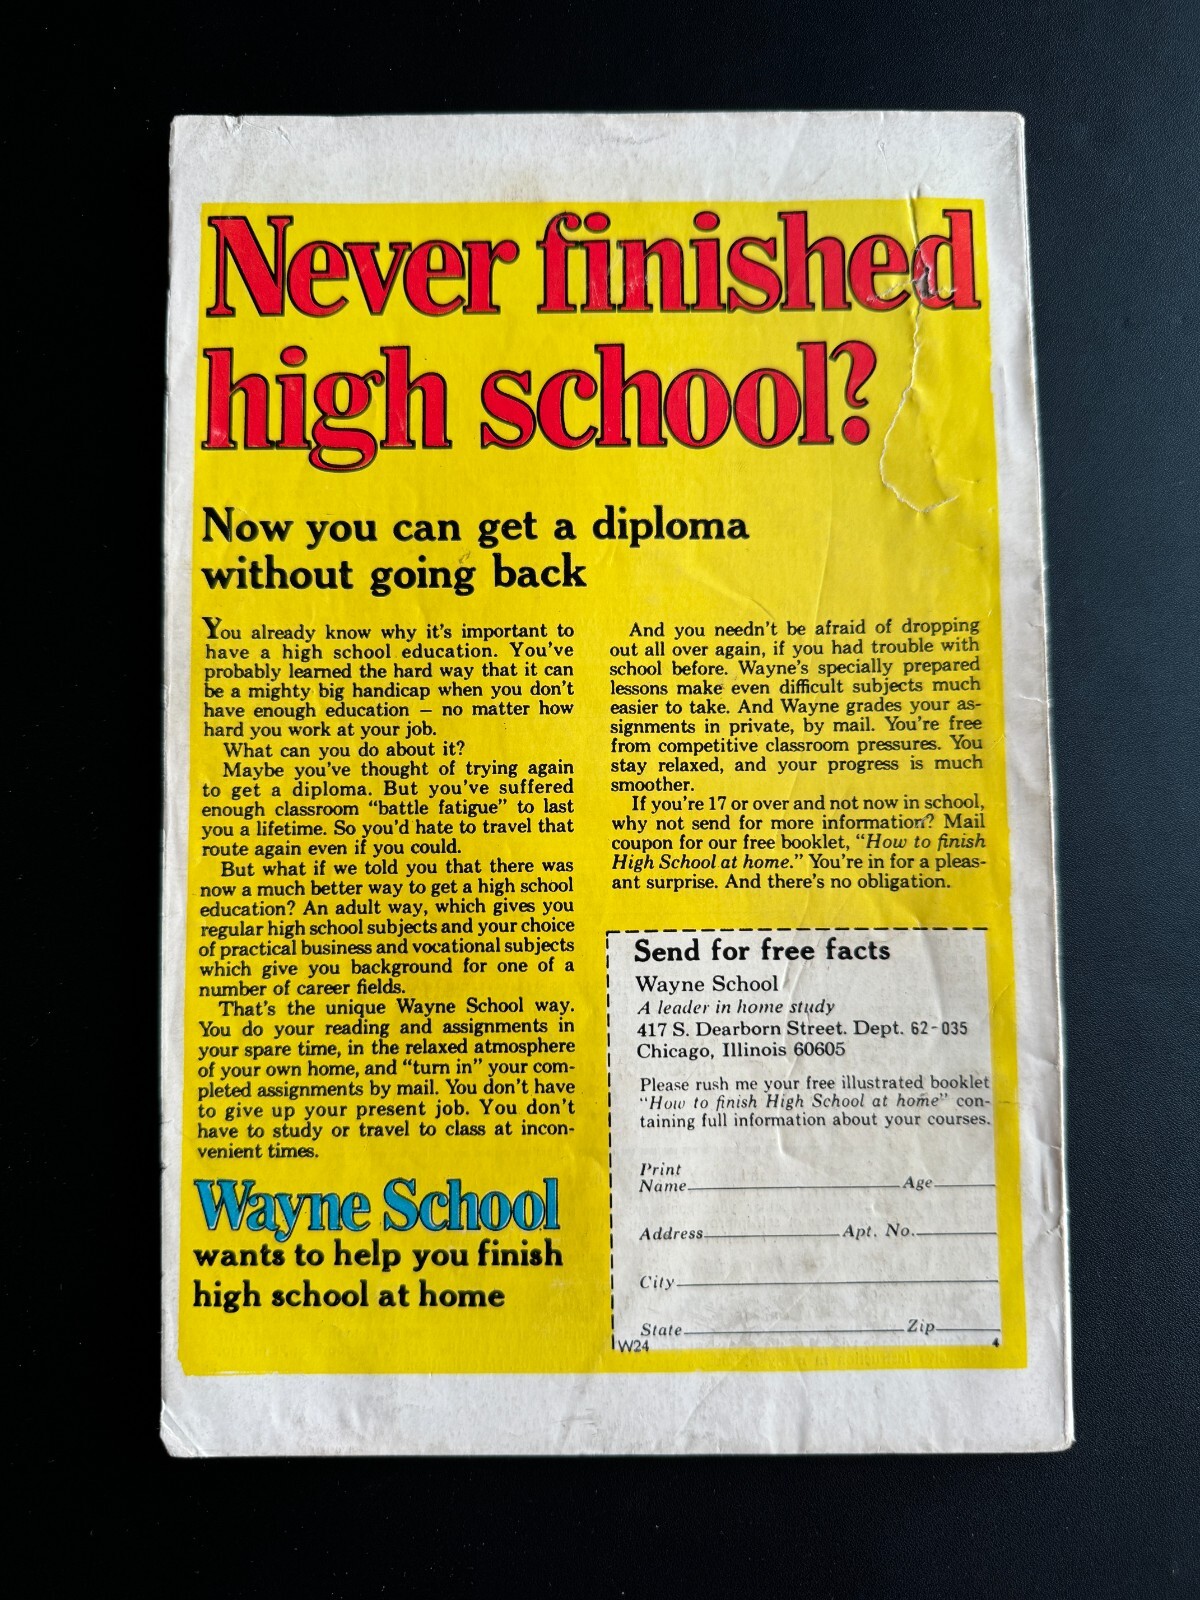 Never finished
high school?
Now you can get a diploma
without going back
You already know why it's important to
have a high school education. You've
probably learned the hard way that it can
be a mighty big handicap when you don't
have enough education – no matter how
hard you work at your job.
What can you do about it?
Maybe you've thought of trying again
to get a diploma. But you've suffered
enough classroom "battle fatigue" to last
you a lifetime. So you'd hate to travel that
route again even if you could.
But what if we told you that there was
now a much better way to get a high school
education? An adult way, which gives you
regular high school subjects and your choice
of practical business and vocational subjects
which give you background for one of a
number of career fields.
That's the unique Wayne School way.
You do your reading and assignments in
your spare time, in the relaxed atmosphere
of your own home, and "turn in" your com-
pleted assignments by mail. You don't have
to give up your present job. You don't
have to study or travel to class at incon-
venient times.
Wayne School
wants to help you finish
high school at home
And you needn't be afraid of dropping
out all over again, if you had trouble with
school before. Wayne's specially prepared
lessons make even difficult subjects much
easier to take. And Wayne grades your as-
signments in private, by mail. You're free
from competitive classroom pressures. You
stay relaxed, and your progress is much
smoother.
If you're 17 or over and not now in school,
why not send for more information? Mail
coupon for our free booklet, "How to finish
High School at home." You're in for a pleas-
ant surprise. And there's no obligation.
Send for free facts
Wayne School
A leader in home study
417 S. Dearborn Street. Dept. 62-035
Chicago, Illinois 60605
Please rush me your free illustrated booklet
"How to finish High School at home" con-
taining full information about your courses.
Print
Name Age
Address Apt. No.
City
State Zip
W24 4